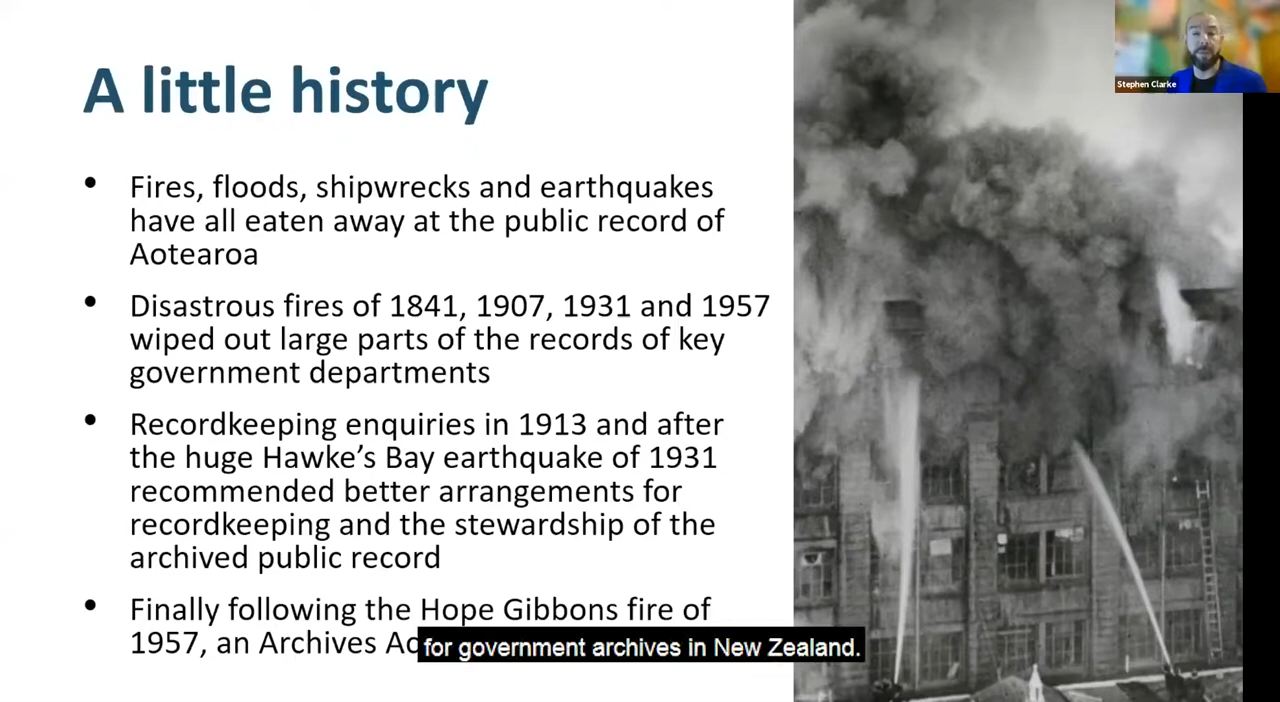 A little history
Stephen Clarke
• Fires, floods, shipwrecks and earthquakes
have all eaten away at the public record of
Aotearoa
• Disastrous fires of 1841, 1907, 1931 and 1957
wiped out large parts of the records of key
government departments
• Recordkeeping enquiries in 1913 and after
the huge Hawke's Bay earthquake of 1931
recommended better arrangements for
recordkeeping and the stewardship of the
archived public record
• Finally following the Hope Gibbons fire of
1957, an Archives
for government archives in New Zealand.